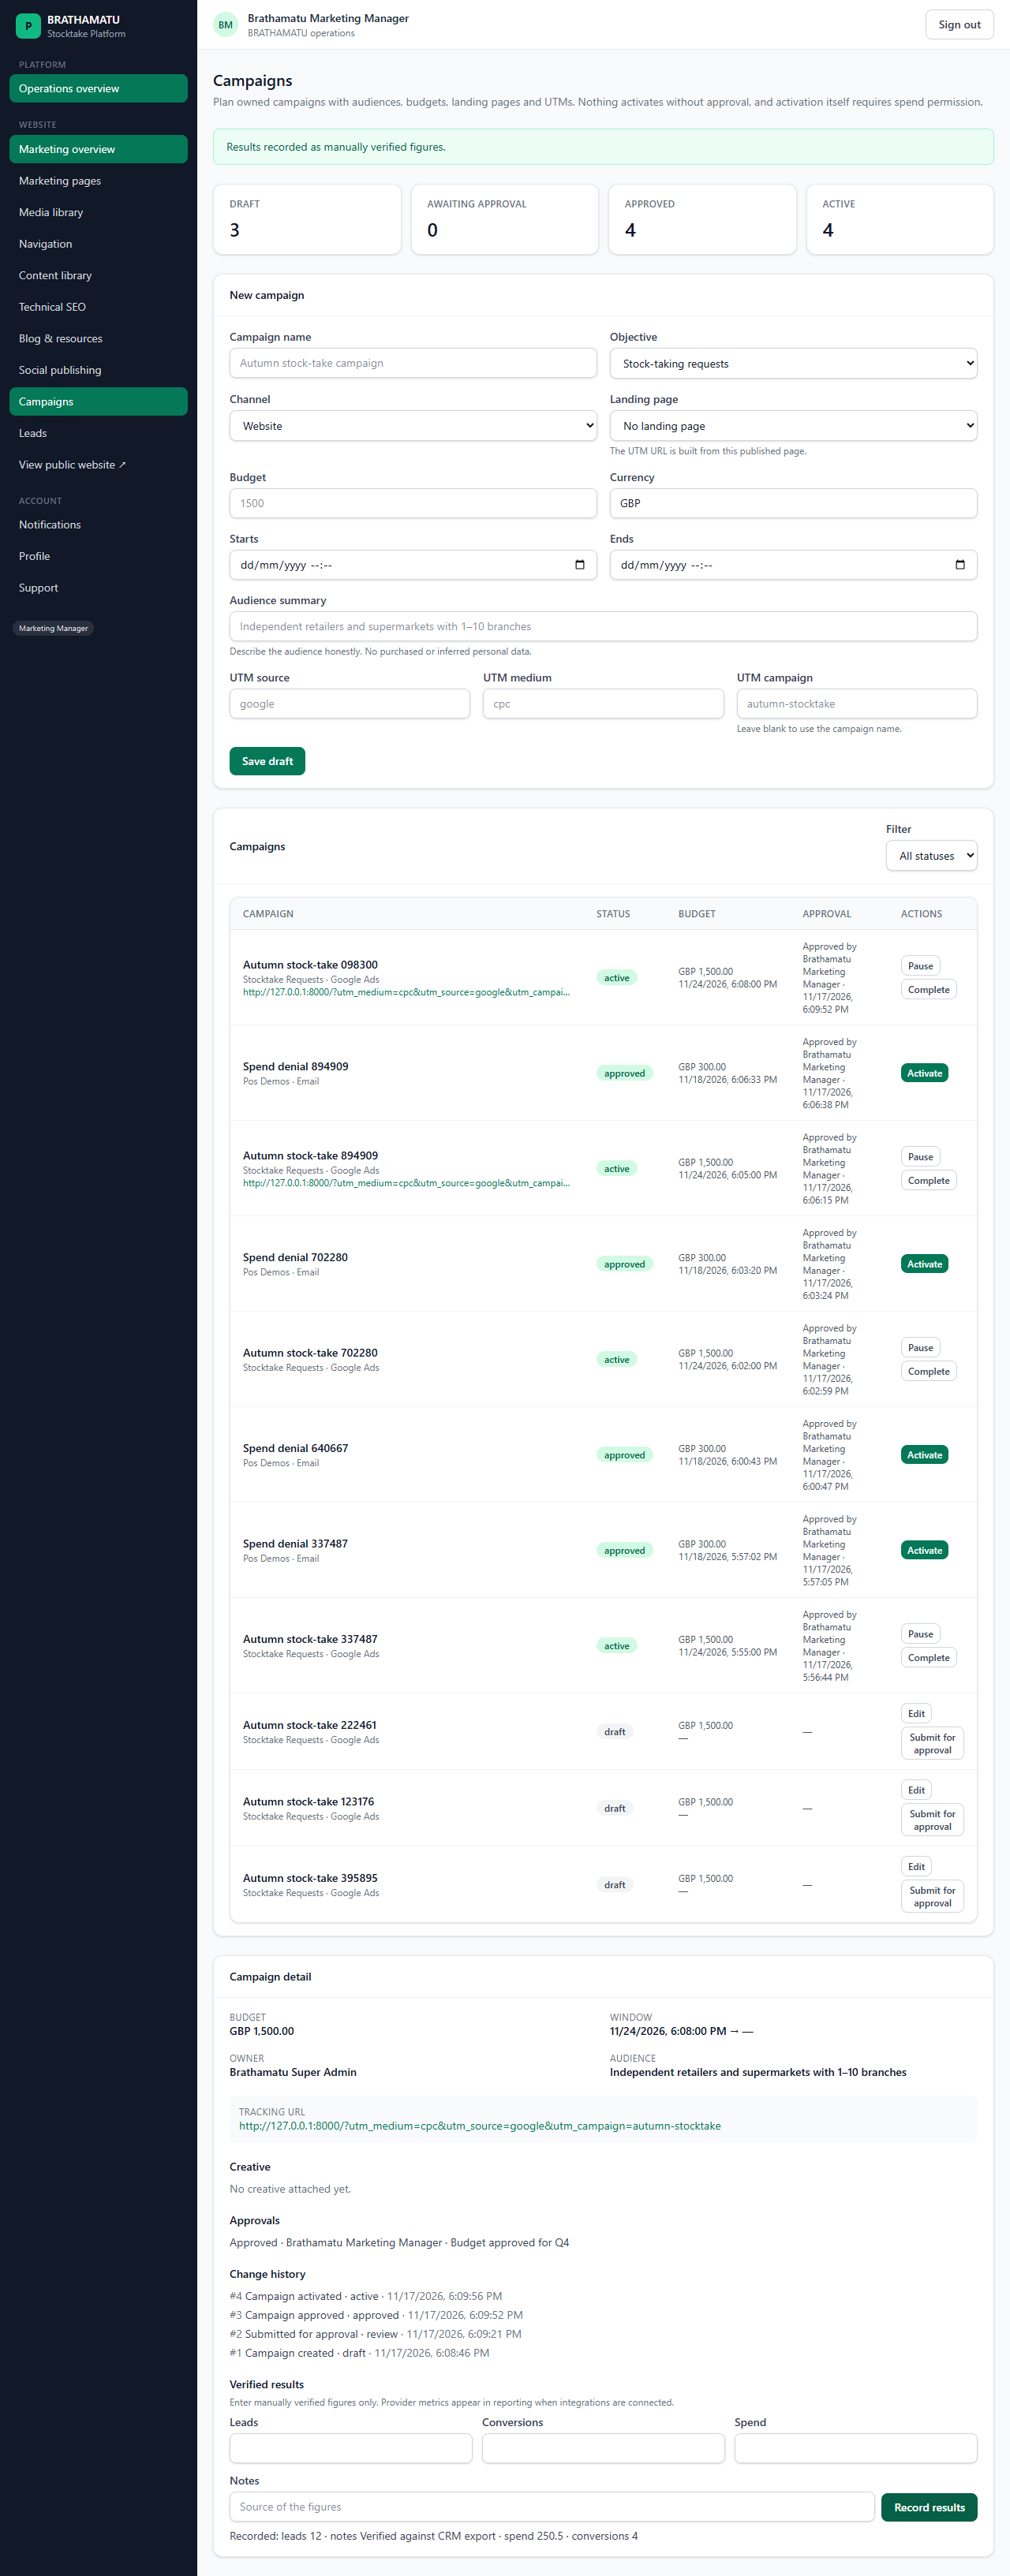 P
BRATHAMATU
Stocktake Platform
PLATFORM
Operations overview
WEBSITE
Marketing overview
Marketing pages
Media library
Navigation
Content library
Technical SEO
Blog & resources
Social publishing
Campaigns
Leads
View public website ↗
ACCOUNT
Notifications
Profile
Support
Marketing Manager
BM
Brathamatu Marketing Manager
BRATHAMATU operations
Sign out
Campaigns
Plan owned campaigns with audiences, budgets, landing pages and UTMs. Nothing activates without approval, and activation itself requires spend permission.
Results recorded as manually verified figures.
DRAFT
3
AWAITING APPROVAL
0
APPROVED
4
ACTIVE
4
New campaign
Campaign name
Autumn stock-take campaign
Objective
Stock-taking requests
Channel
Website
Landing page
No landing page
The UTM URL is built from this published page.
Budget
1500
Currency
GBP
Starts
dd/mm/yyyy --:--
Ends
dd/mm/yyyy --:--
Audience summary
Independent retailers and supermarkets with 1–10 branches
Describe the audience honestly. No purchased or inferred personal data.
UTM source
google
UTM medium
cpc
UTM campaign
autumn-stocktake
Leave blank to use the campaign name.
Save draft
Campaigns
Filter
All statuses
CAMPAIGN STATUS BUDGET APPROVAL ACTIONS
Autumn stock-take 098300
Stocktake Requests · Google Ads
http://127.0.0.1:8000/?utm_medium=cpc&utm_source=google&utm_campai...
active
GBP 1,500.00
11/24/2026, 6:08:00 PM
Approved by
Brathamatu
Marketing
Manager ·
11/17/2026,
6:09:52 PM
Pause
Complete
Spend denial 894909
Pos Demos · Email
approved
GBP 300.00
11/18/2026, 6:06:33 PM
Approved by
Brathamatu
Marketing
Manager ·
11/17/2026,
6:06:38 PM
Activate
Autumn stock-take 894909
Stocktake Requests · Google Ads
http://127.0.0.1:8000/?utm_medium=cpc&utm_source=google&utm_campai...
active
GBP 1,500.00
11/24/2026, 6:05:00 PM
Approved by
Brathamatu
Marketing
Manager ·
11/17/2026,
6:06:15 PM
Pause
Complete
Spend denial 702280
Pos Demos · Email
approved
GBP 300.00
11/18/2026, 6:03:20 PM
Approved by
Brathamatu
Marketing
Manager ·
11/17/2026,
6:03:24 PM
Activate
Autumn stock-take 702280
Stocktake Requests · Google Ads
active
GBP 1,500.00
11/24/2026, 6:02:00 PM
Approved by
Brathamatu
Marketing
Manager ·
11/17/2026,
6:02:59 PM
Pause
Complete
Spend denial 640667
Pos Demos · Email
approved
GBP 300.00
11/18/2026, 6:00:43 PM
Approved by
Brathamatu
Marketing
Manager ·
11/17/2026,
6:00:47 PM
Activate
Spend denial 337487
Pos Demos · Email
approved
GBP 300.00
11/18/2026, 5:57:02 PM
Approved by
Brathamatu
Marketing
Manager ·
11/17/2026,
5:57:05 PM
Activate
Autumn stock-take 337487
Stocktake Requests · Google Ads
active
GBP 1,500.00
11/24/2026, 5:55:00 PM
Approved by
Brathamatu
Marketing
Manager ·
11/17/2026,
5:56:44 PM
Pause
Complete
Autumn stock-take 222461
Stocktake Requests · Google Ads
draft
GBP 1,500.00
—
—
Edit
Submit for
approval
Autumn stock-take 123176
Stocktake Requests · Google Ads
draft
GBP 1,500.00
—
—
Edit
Submit for
approval
Autumn stock-take 395895
Stocktake Requests · Google Ads
draft
GBP 1,500.00
—
—
Edit
Submit for
approval
Campaign detail
BUDGET
GBP 1,500.00
WINDOW
11/24/2026, 6:08:00 PM → —
OWNER
Brathamatu Super Admin
AUDIENCE
Independent retailers and supermarkets with 1–10 branches
TRACKING URL
http://127.0.0.1:8000/?utm_medium=cpc&utm_source=google&utm_campaign=autumn-stocktake
Creative
No creative attached yet.
Approvals
Approved · Brathamatu Marketing Manager · Budget approved for Q4
Change history
#4 Campaign activated · active · 11/17/2026, 6:09:56 PM
#3 Campaign approved · approved · 11/17/2026, 6:09:52 PM
#2 Submitted for approval · review · 11/17/2026, 6:09:21 PM
#1 Campaign created · draft · 11/17/2026, 6:08:46 PM
Verified results
Enter manually verified figures only. Provider metrics appear in reporting when integrations are connected.
Leads
Conversions
Spend
Notes
Source of the figures
Record results
Recorded: leads 12 · notes Verified against CRM export · spend 250.5 · conversions 4